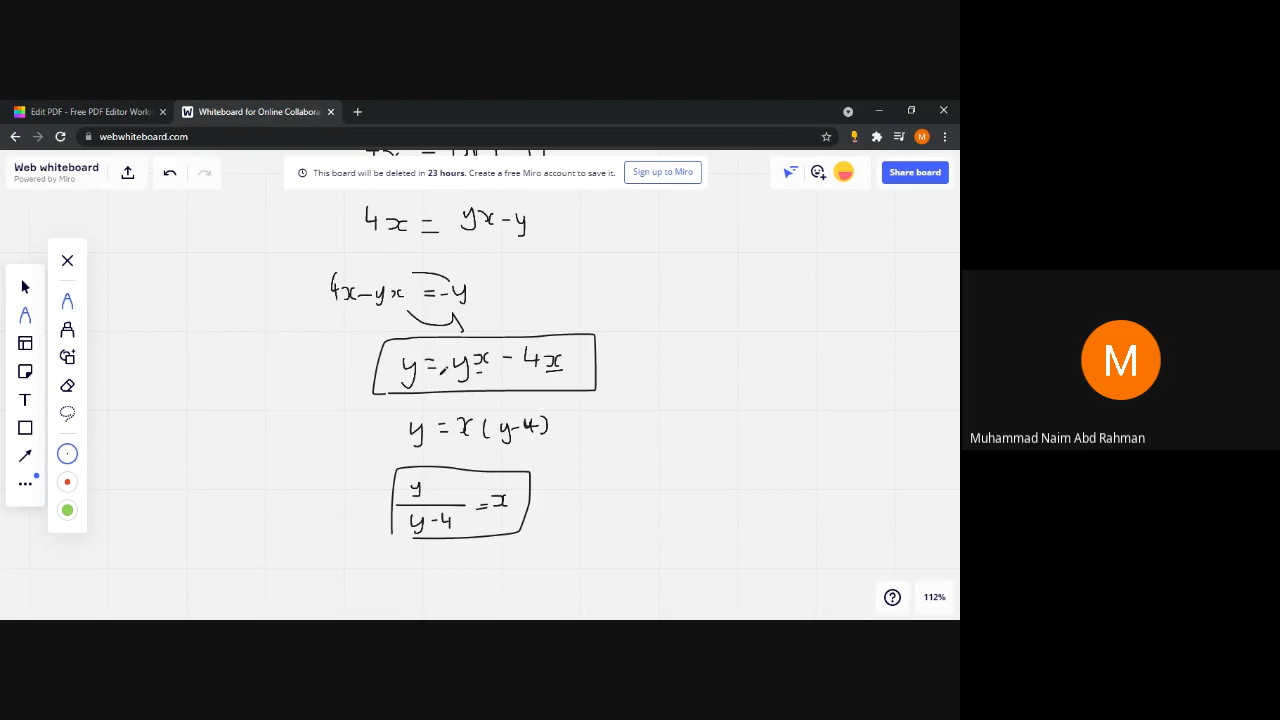 Edit PDF - Free PDF Editor Workin
Whiteboard for Online Collabora
webwhiteboard.com
M
Web whiteboard
Powered by Miro
This board will be deleted in 23 hours. Create a free Miro account to save it.
Sign up to Miro
Share board
4x = yx - y
4x - yx = -y
y = yx - 4x
y = x(y-4)
y
y-4
= x
T
112%
M
Muhammad Naim Abd Rahman